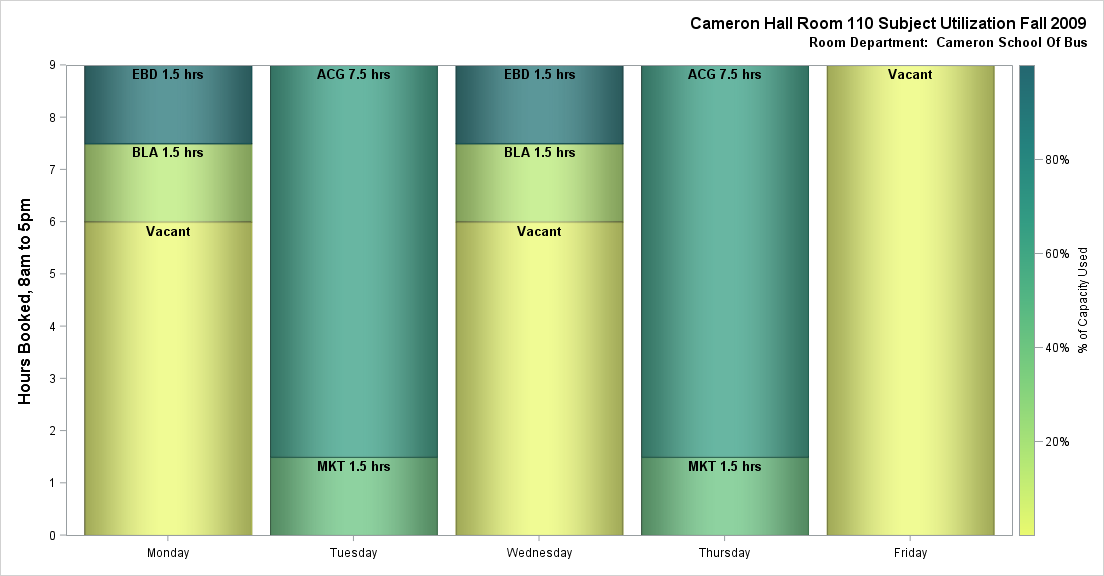 Cameron Hall Room 110 Subject Utilization Fall 2009
Room Department:  Cameron School Of Bus
Hours Booked, 8am to 5pm
9
8
7
6
5
4
3
2
1
0
EBD 1.5 hrs
BLA 1.5 hrs
Vacant
ACG 7.5 hrs
MKT 1.5 hrs
EBD 1.5 hrs
BLA 1.5 hrs
Vacant
ACG 7.5 hrs
MKT 1.5 hrs
Vacant
Monday
Tuesday
Wednesday
Thursday
Friday
80%
60%
40%
20%
% of Capacity Used